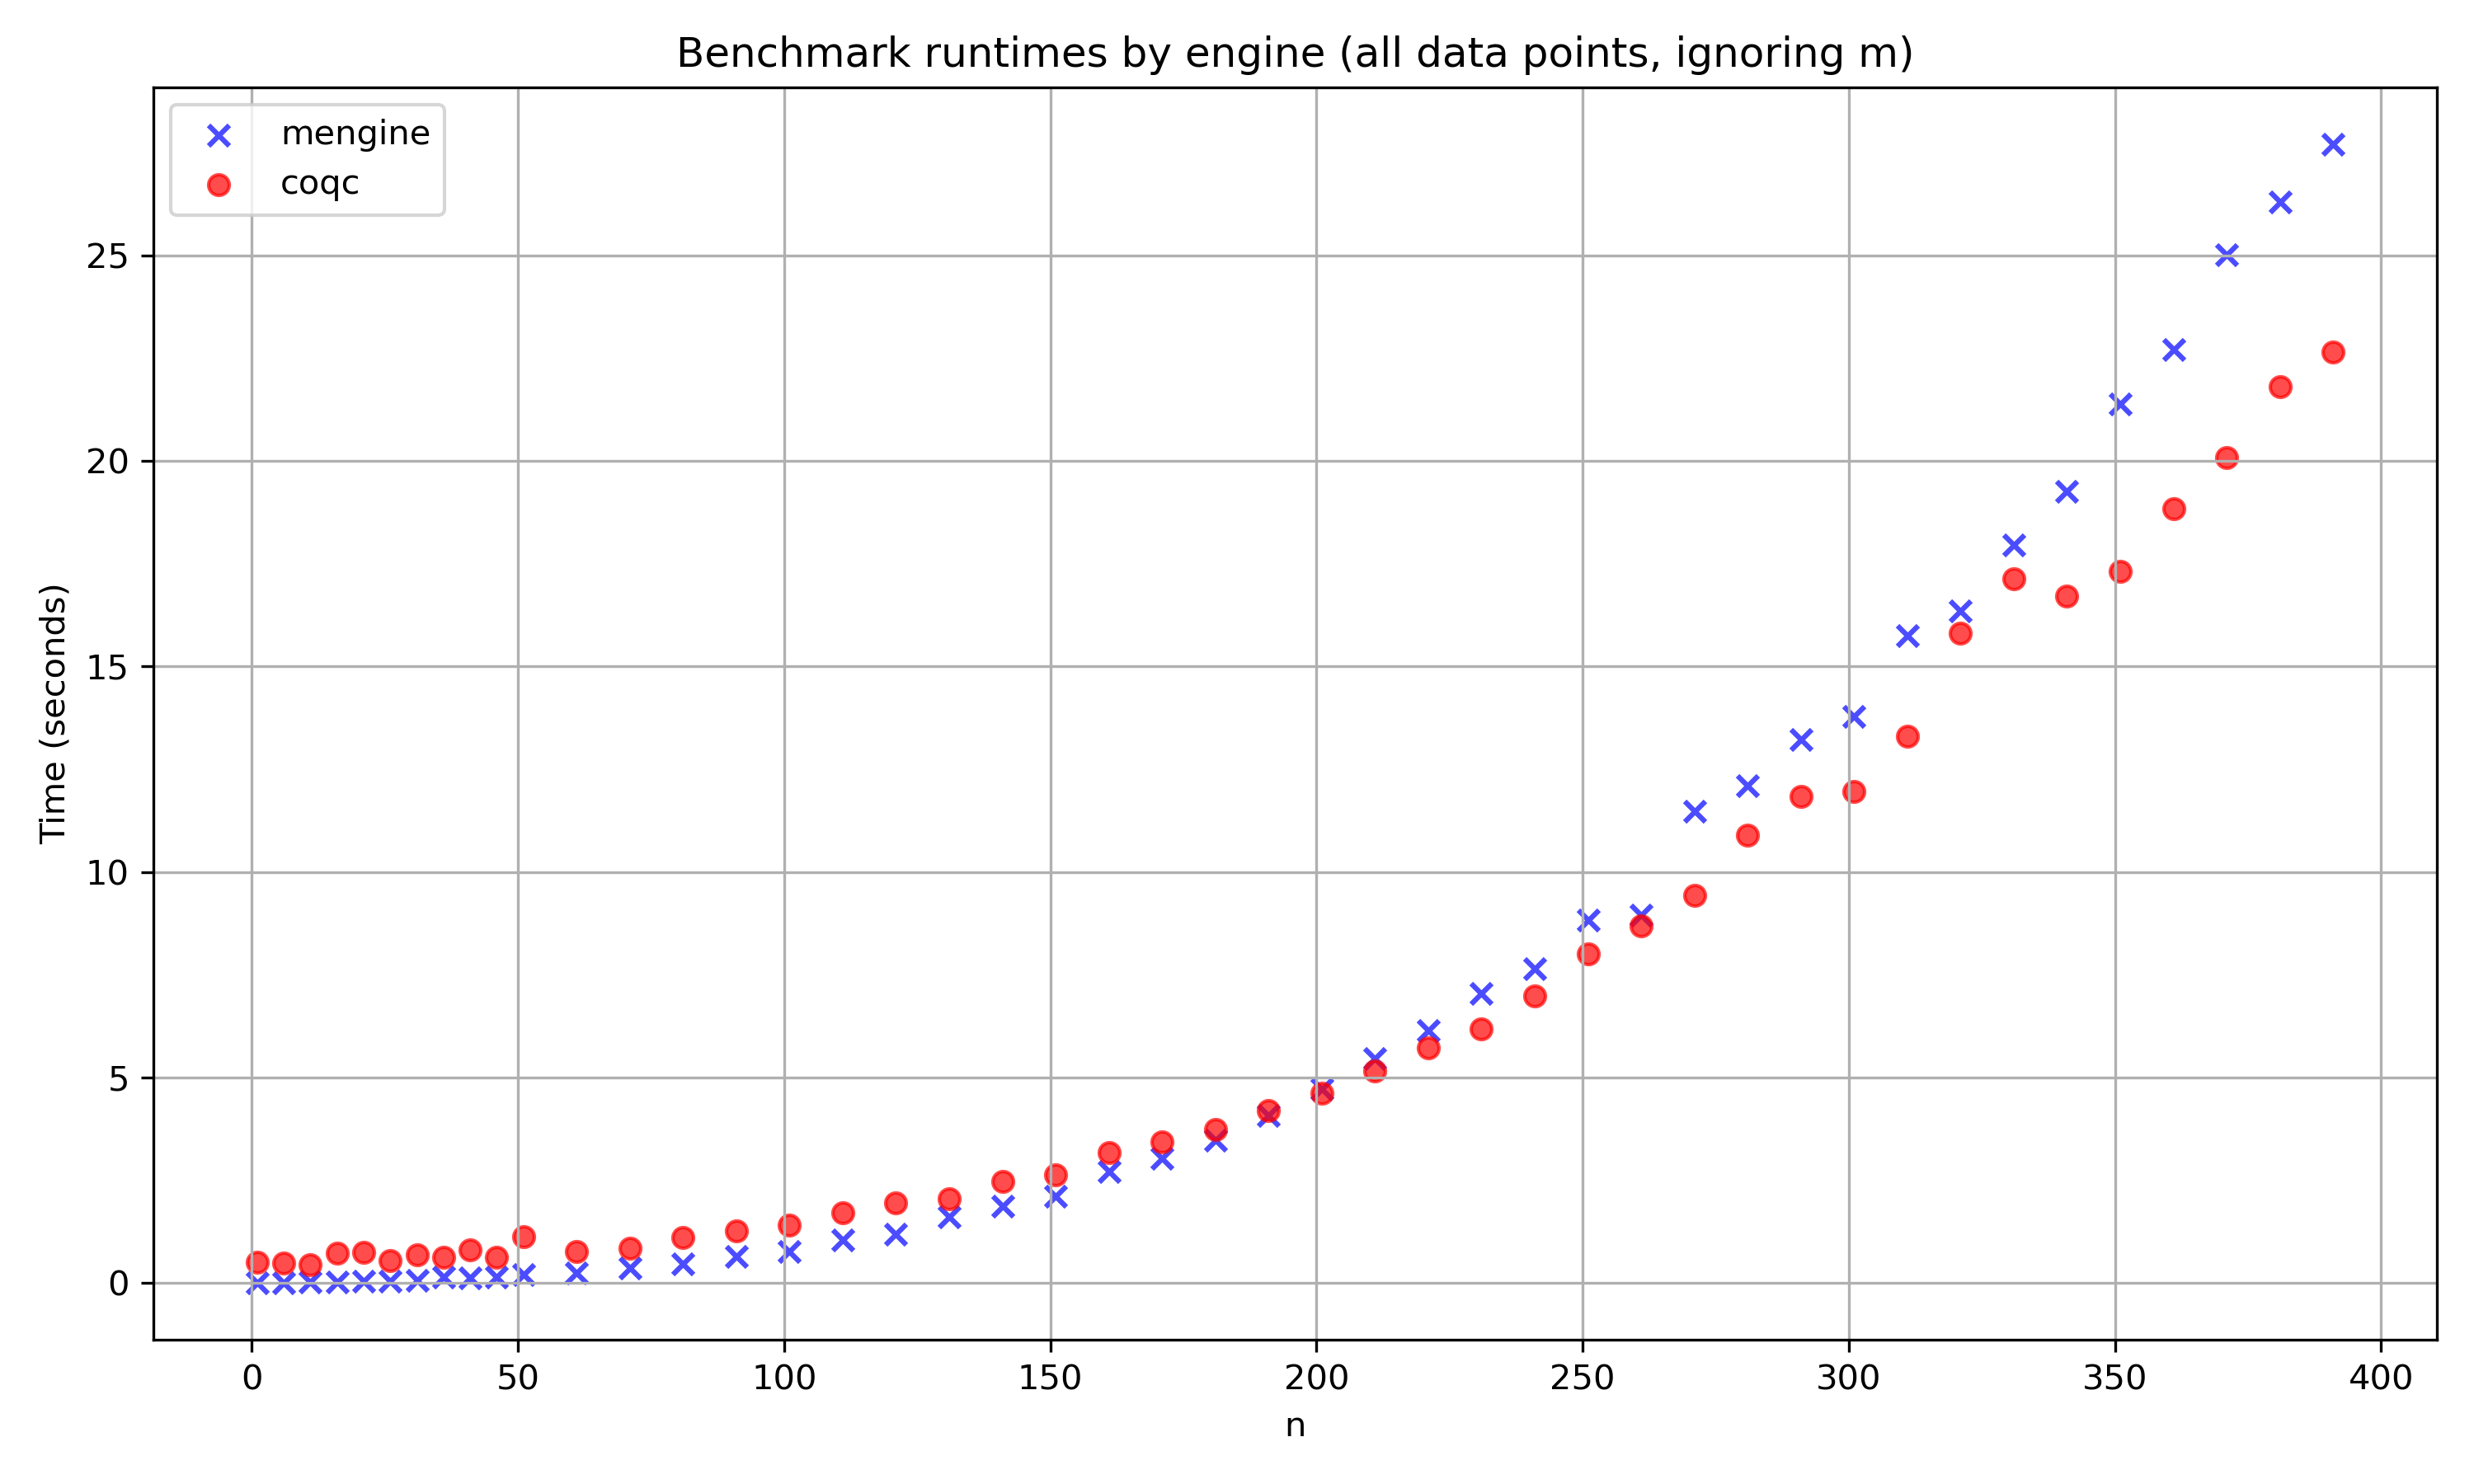 Benchmark runtimes by engine (all data points, ignoring m)
mengine
coqc
25
20
15
10
5
0
Time (seconds)
0 50 100 150 200 250 300 350 400
n